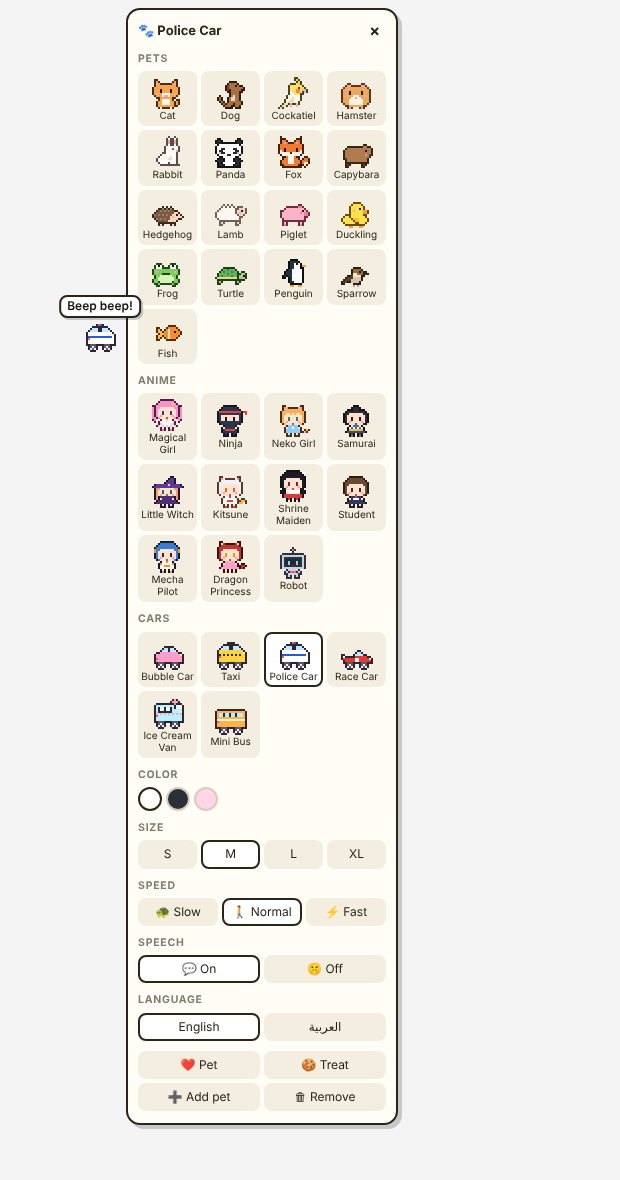 🐾 Police Car ×
PETS
Cat Dog Cockatiel Hamster
Rabbit Panda Fox Capybara
Hedgehog Lamb Piglet Duckling
Frog Turtle Penguin Sparrow
Beep beep!
Fish
ANIME
Magical Girl Ninja Neko Girl Samurai
Little Witch Kitsune Shrine Maiden Student
Mecha Pilot Dragon Princess Robot
CARS
Bubble Car Taxi Police Car Race Car
Ice Cream Van Mini Bus
COLOR
SIZE
S M L XL
SPEED
🐢 Slow 🚶 Normal ⚡ Fast
SPEECH
💬 On 🤫 Off
LANGUAGE
English العربية
❤️ Pet 🍪 Treat
➕ Add pet 🗑 Remove